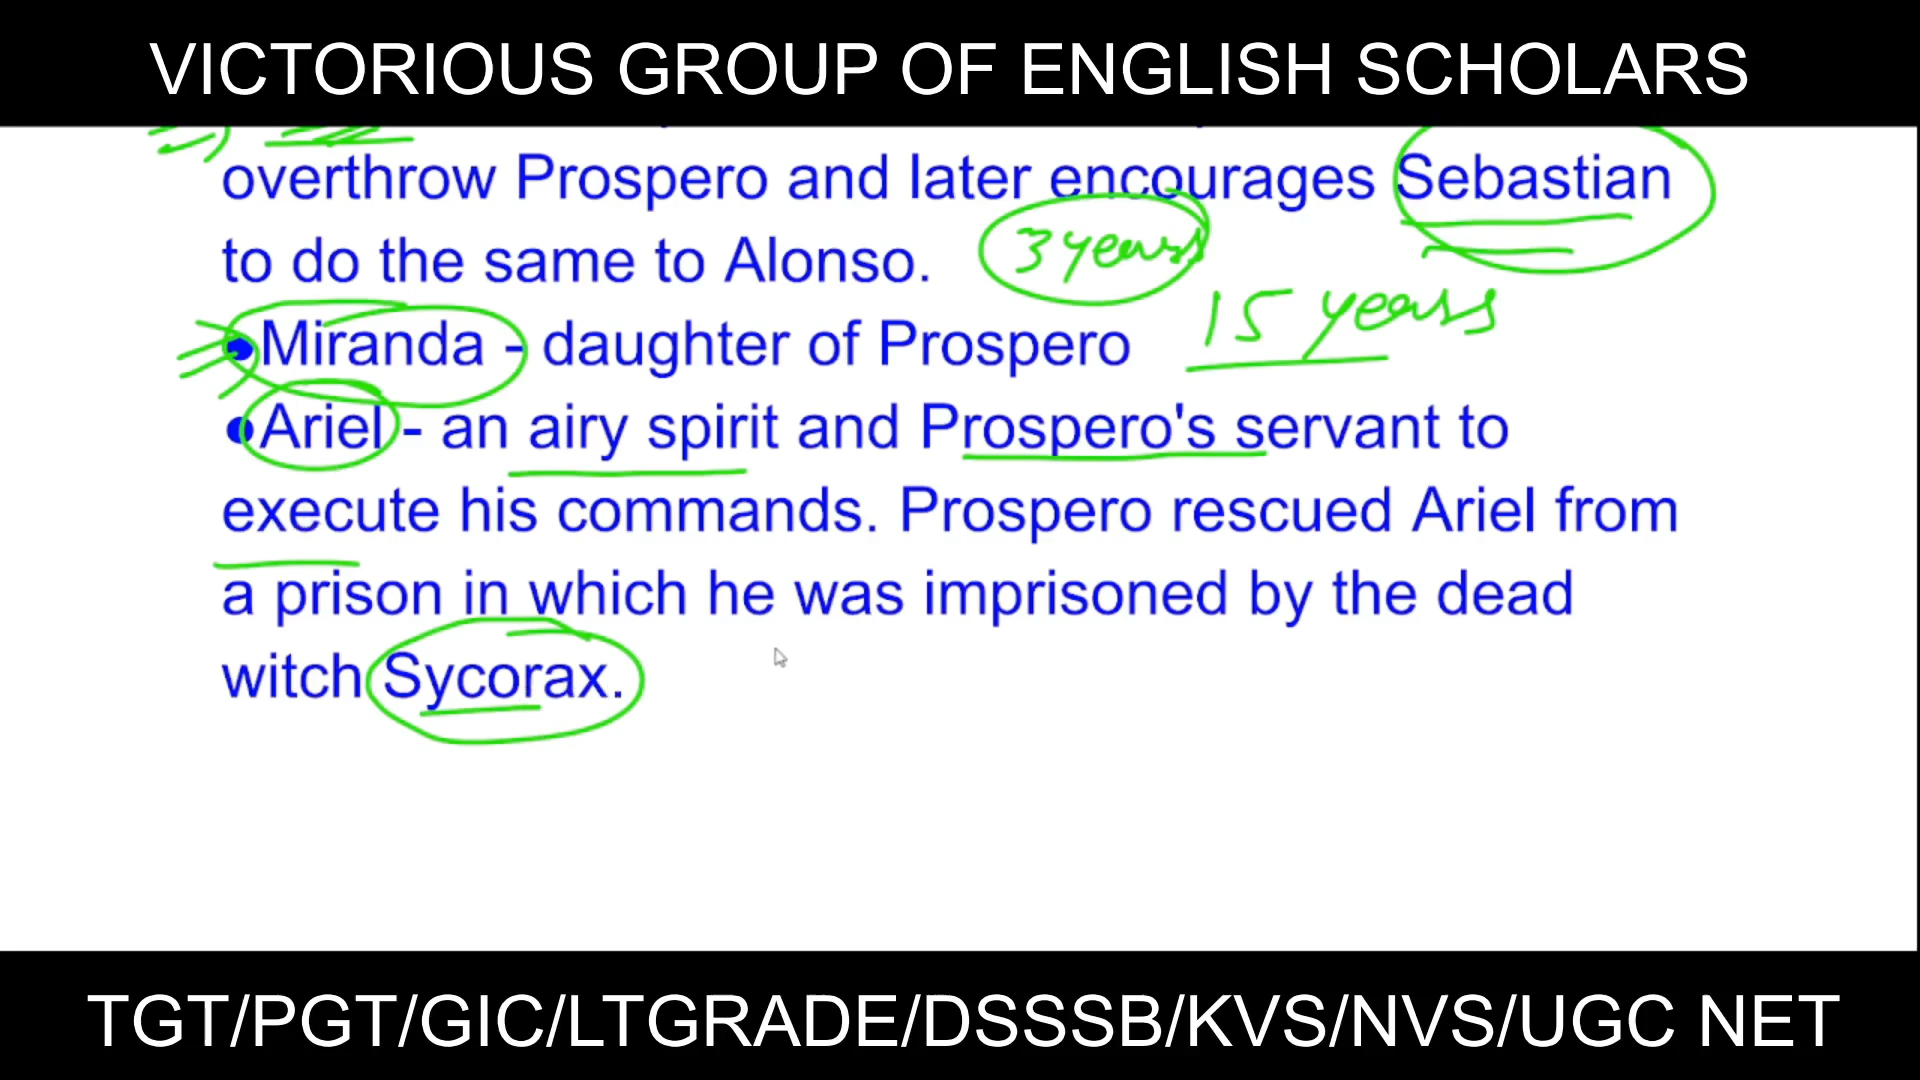 VICTORIOUS GROUP OF ENGLISH SCHOLARS
overthrow Prospero and later encourages Sebastian
to do the same to Alonso.
3 years
15 years
●Miranda - daughter of Prospero
●Ariel - an airy spirit and Prospero's servant to
execute his commands. Prospero rescued Ariel from
a prison in which he was imprisoned by the dead
witch Sycorax.
TGT/PGT/GIC/LTGRADE/DSSSB/KVS/NVS/UGC NET